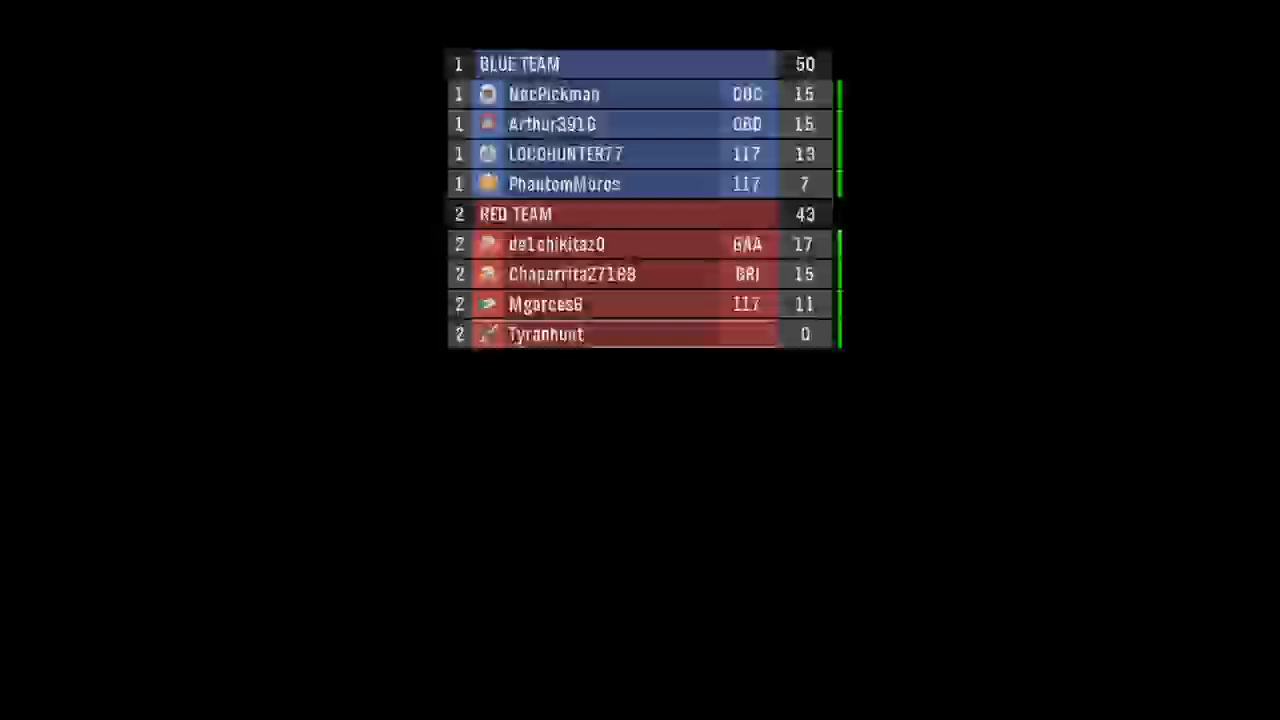 1 BLUE TEAM 50
1 NocPickman 15
1 Arthur391G 15
1 LOCOHUNTER77 117 13
1 PhantomMoros 117 7
2 RED TEAM 43
2 de1chikitaz0 17
2 Chaparrita27188 BRI 15
2 Mgarces6 117 11
2 Tyranhunt 0